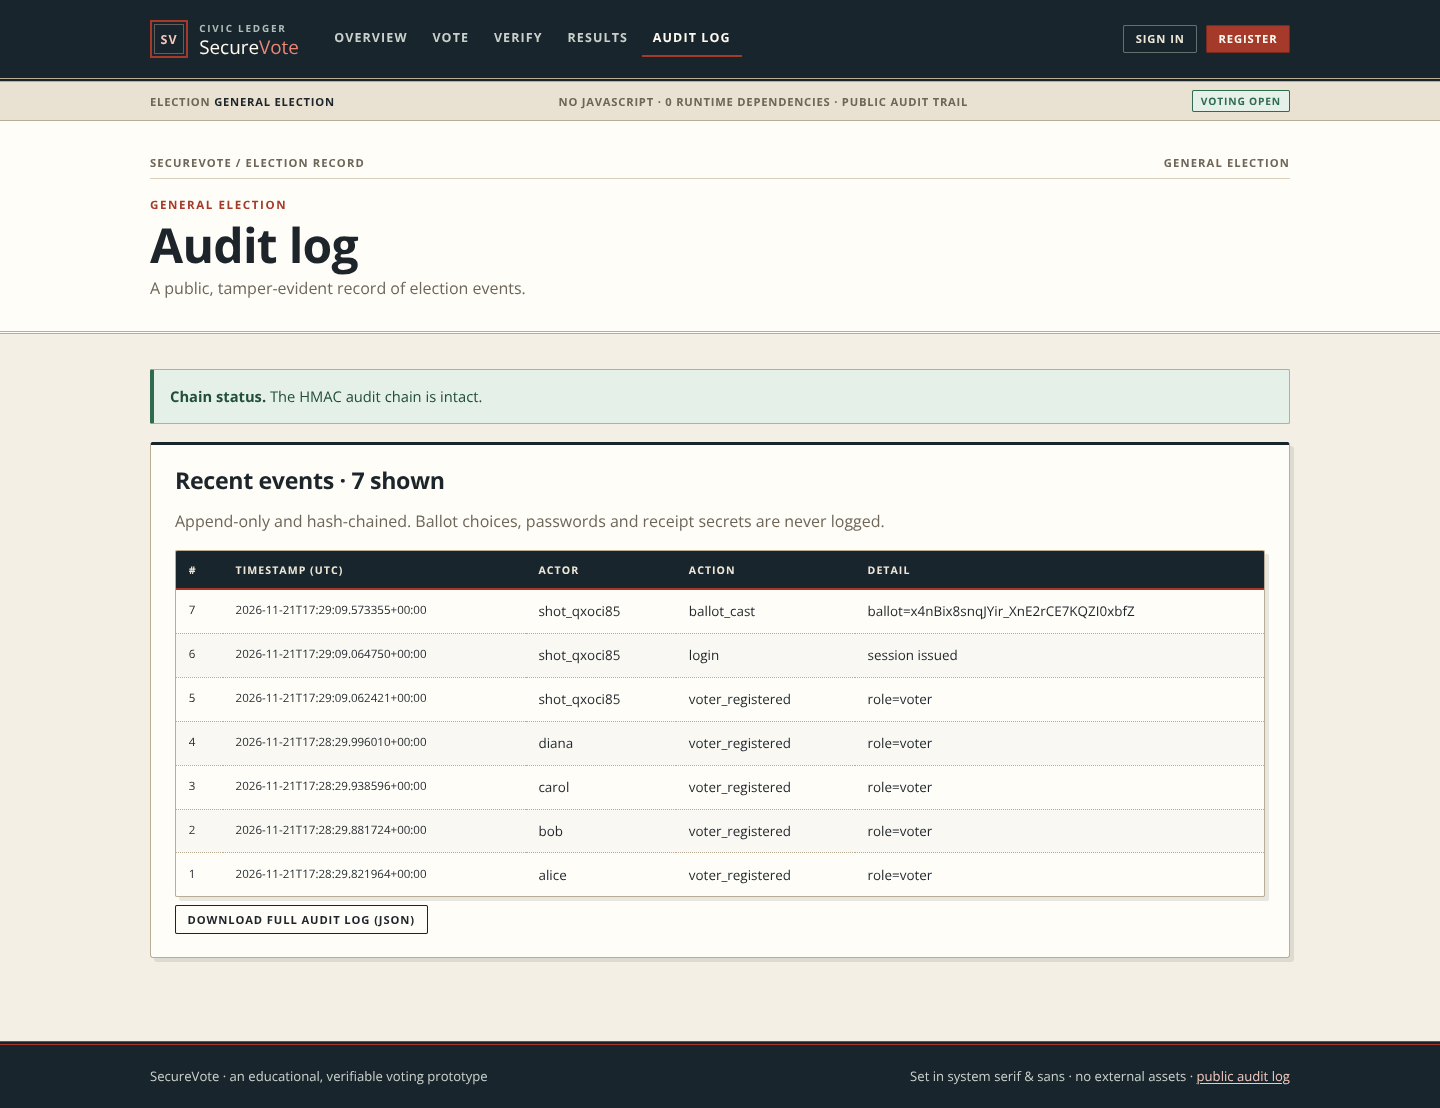 SV
CIVIC LEDGER
SecureVote
OVERVIEW VOTE VERIFY RESULTS AUDIT LOG
SIGN IN REGISTER
ELECTION GENERAL ELECTION
NO JAVASCRIPT · 0 RUNTIME DEPENDENCIES · PUBLIC AUDIT TRAIL
VOTING OPEN
SECUREVOTE / ELECTION RECORD
GENERAL ELECTION
GENERAL ELECTION
Audit log
A public, tamper-evident record of election events.
Chain status. The HMAC audit chain is intact.
Recent events · 7 shown
Append-only and hash-chained. Ballot choices, passwords and receipt secrets are never logged.
# TIMESTAMP (UTC) ACTOR ACTION DETAIL
7 2026-11-21T17:29:09.573355+00:00 shot_qxoci85 ballot_cast ballot=x4nBix8snqJYir_XnE2rCE7KQZI0xbfZ
6 2026-11-21T17:29:09.064750+00:00 shot_qxoci85 login session issued
5 2026-11-21T17:29:09.062421+00:00 shot_qxoci85 voter_registered role=voter
4 2026-11-21T17:28:29.996010+00:00 diana voter_registered role=voter
3 2026-11-21T17:28:29.938596+00:00 carol voter_registered role=voter
2 2026-11-21T17:28:29.881724+00:00 bob voter_registered role=voter
1 2026-11-21T17:28:29.821964+00:00 alice voter_registered role=voter
DOWNLOAD FULL AUDIT LOG (JSON)
SecureVote · an educational, verifiable voting prototype
Set in system serif & sans · no external assets · public audit log